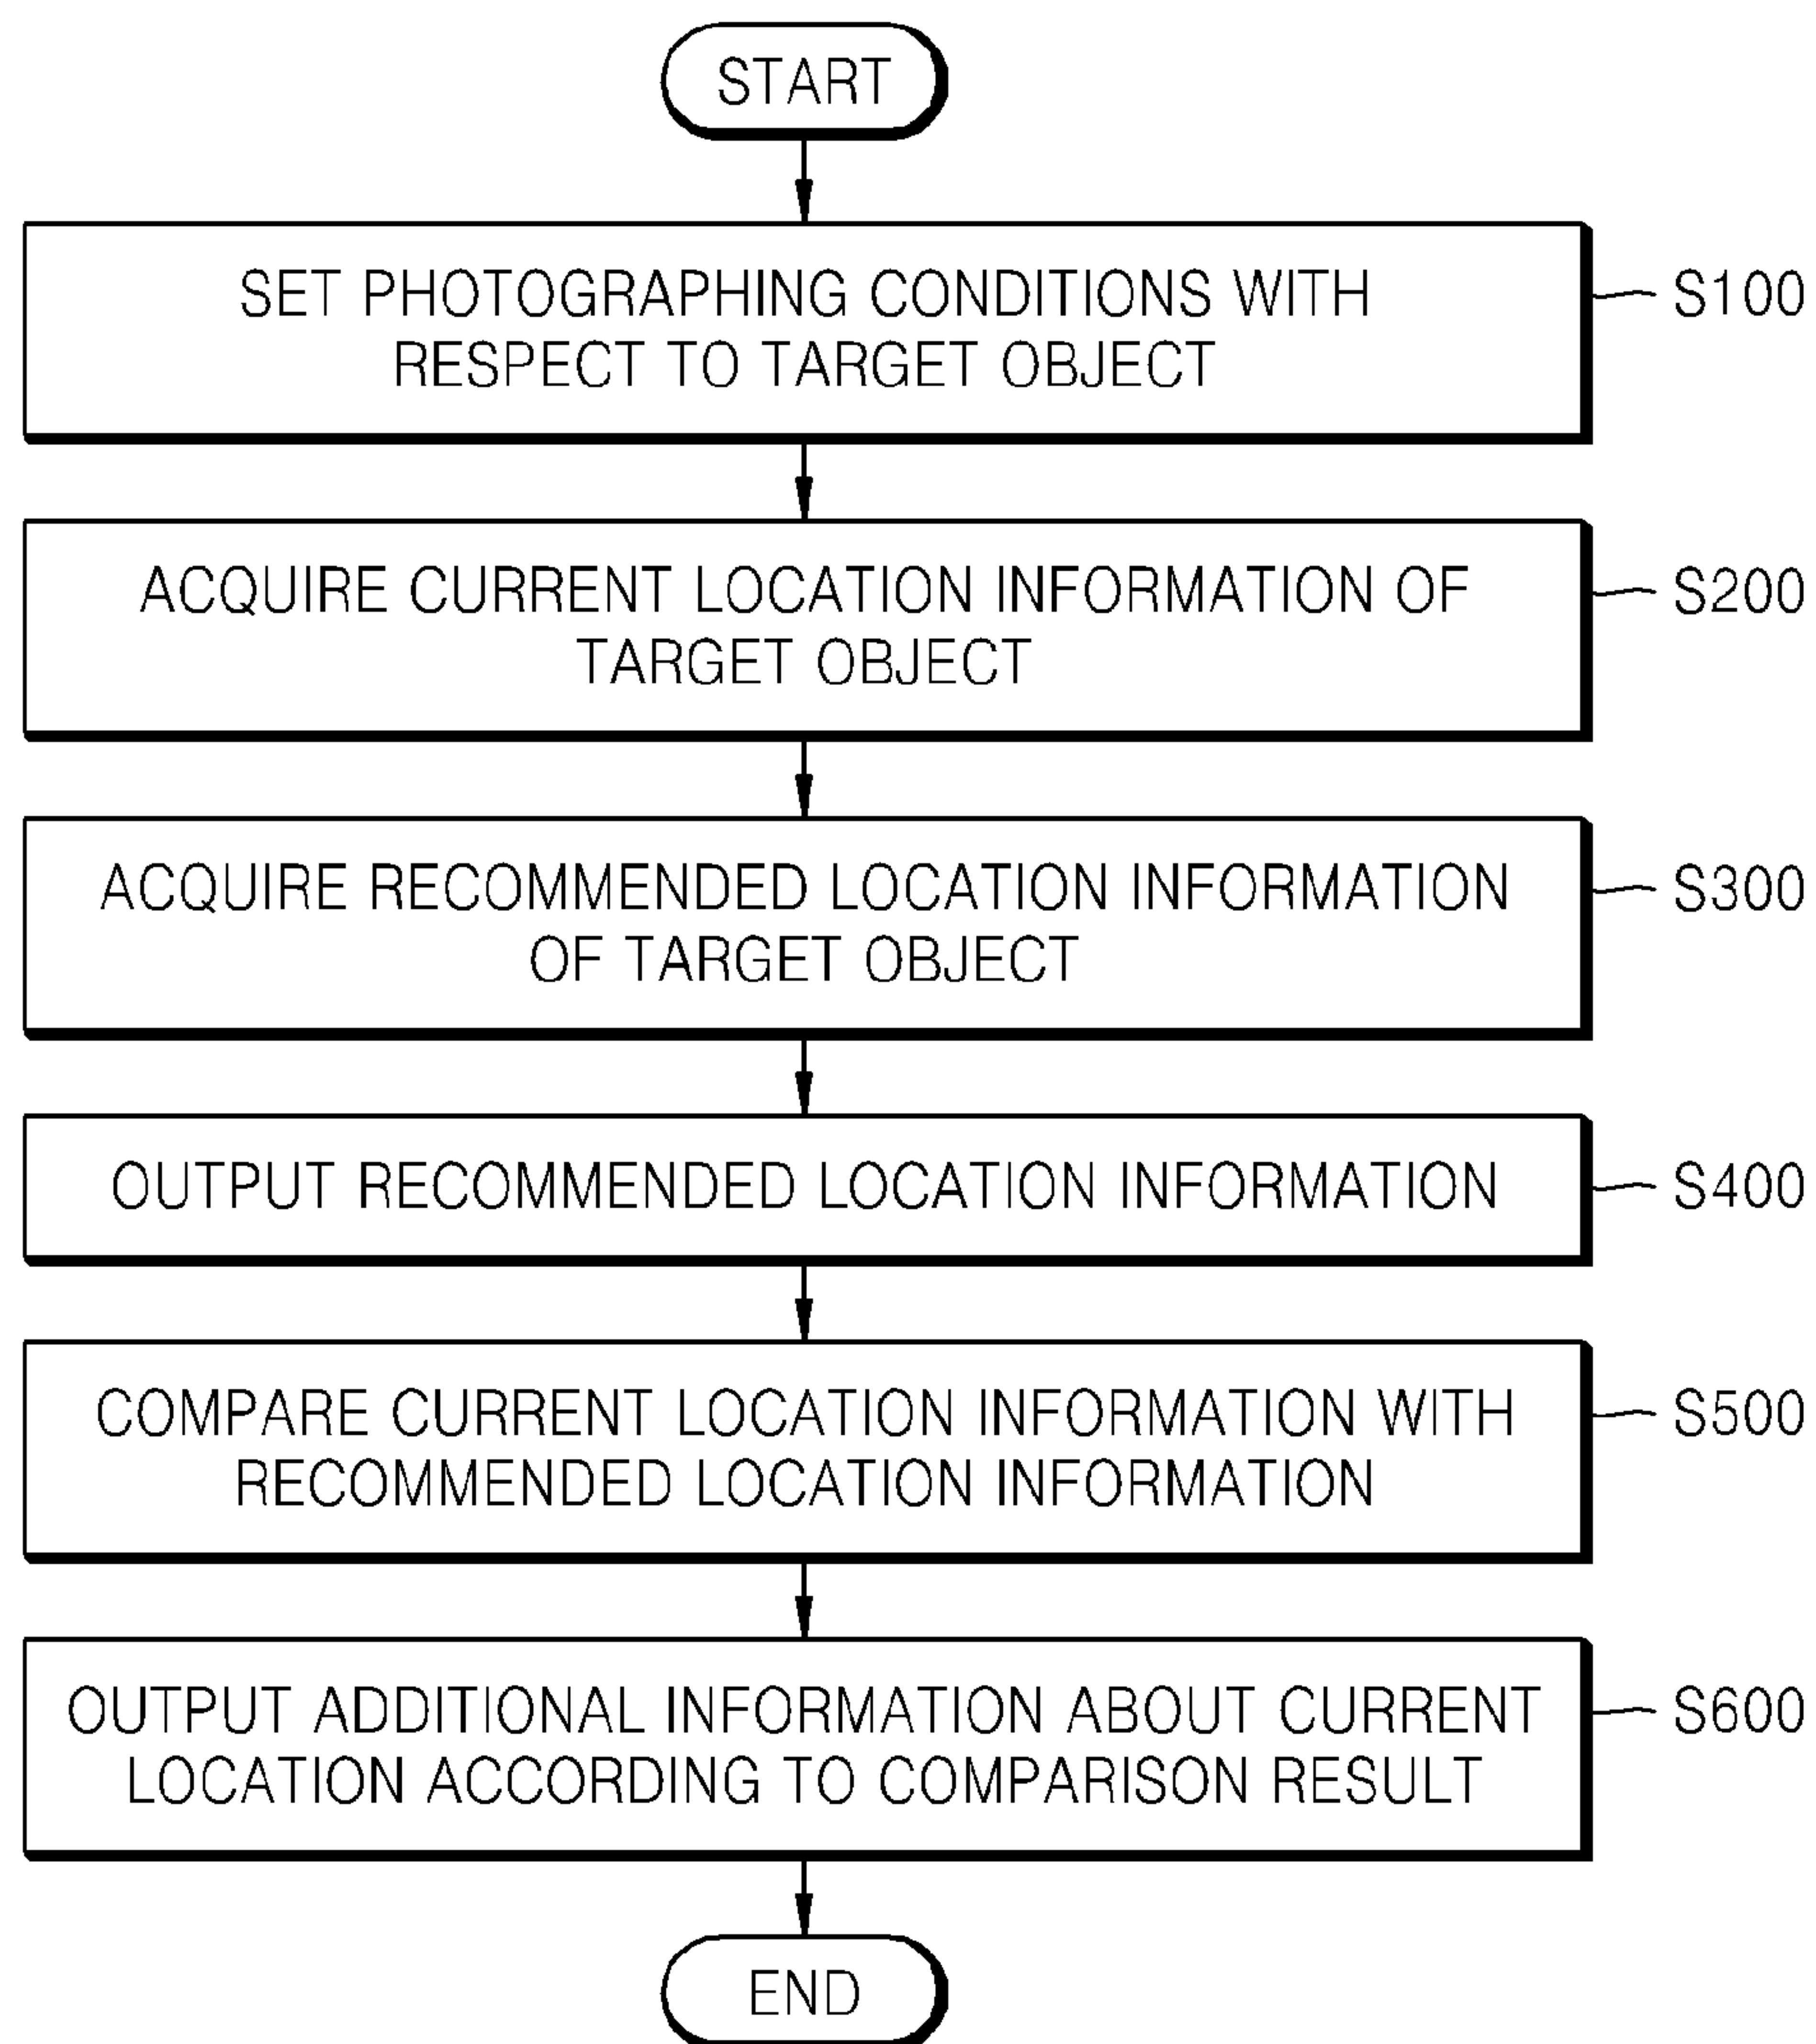 START
SET PHOTOGRAPHING CONDITIONS WITH
RESPECT TO TARGET OBJECT
S100
ACQUIRE CURRENT LOCATION INFORMATION OF
TARGET OBJECT
S200
ACQUIRE RECOMMENDED LOCATION INFORMATION
OF TARGET OBJECT
S300
OUTPUT RECOMMENDED LOCATION INFORMATION
S400
COMPARE CURRENT LOCATION INFORMATION WITH
RECOMMENDED LOCATION INFORMATION
S500
OUTPUT ADDITIONAL INFORMATION ABOUT CURRENT
LOCATION ACCORDING TO COMPARISON RESULT
S600
END